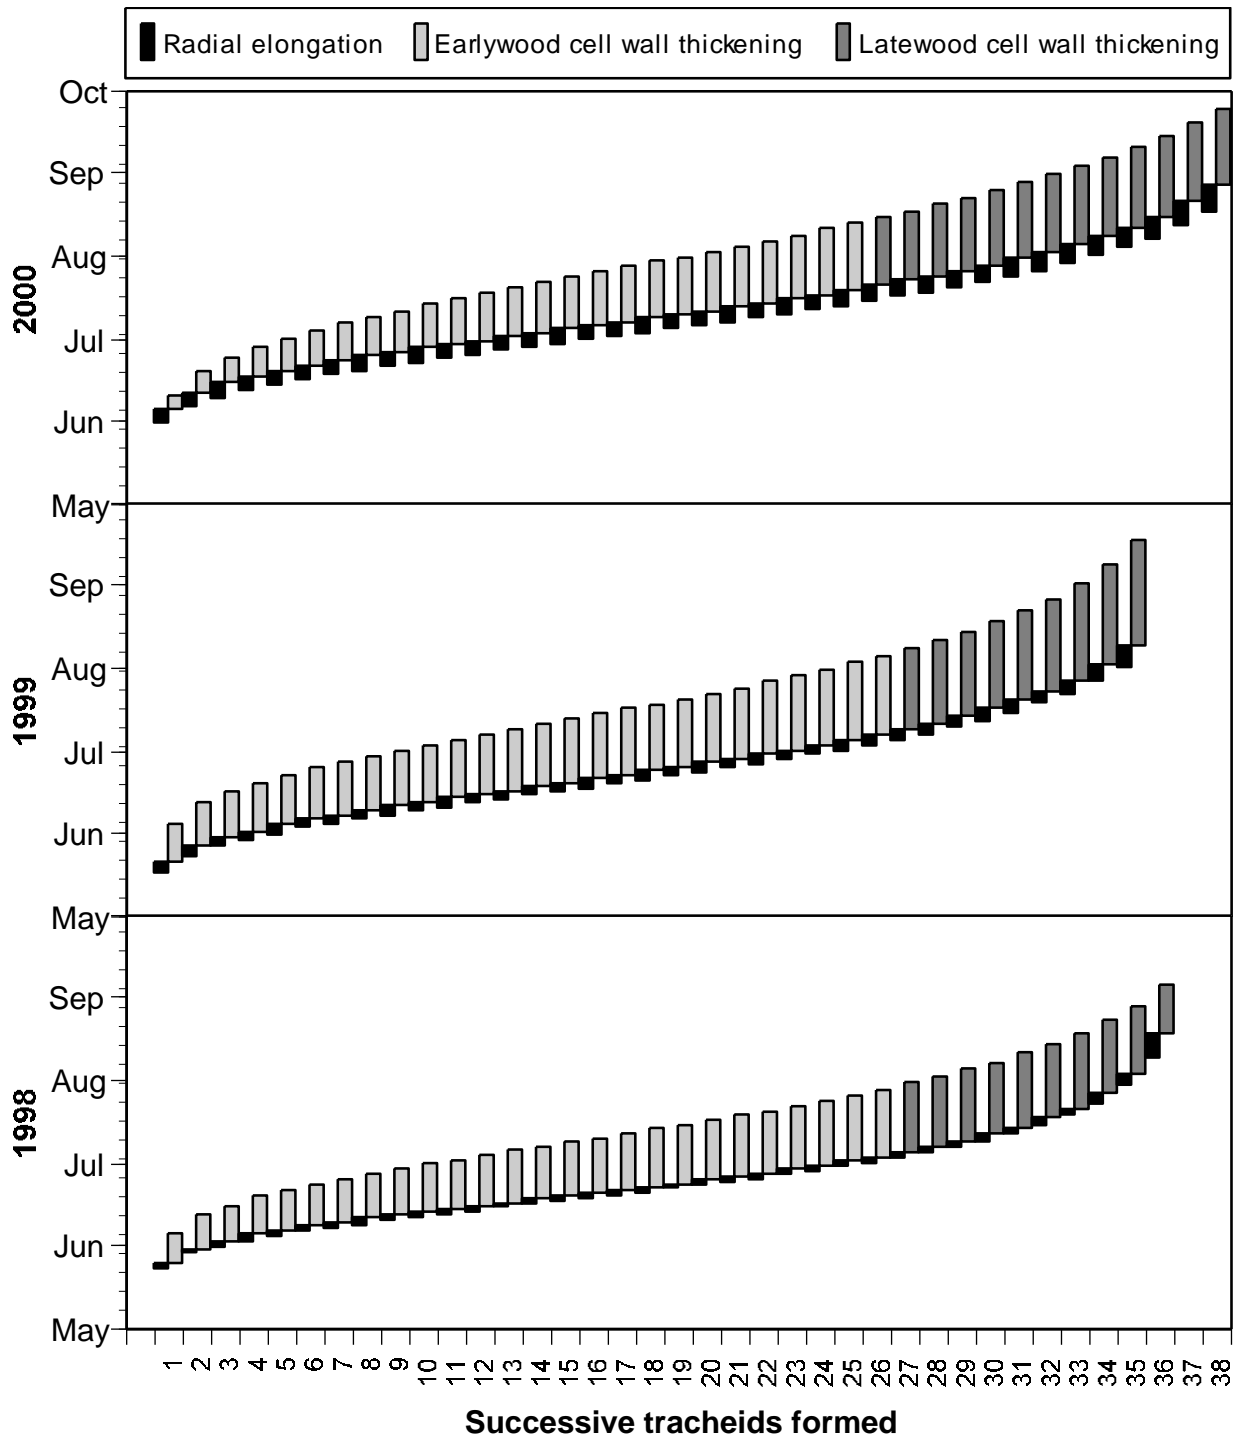 Radial elongation Earlywood cell wall thickening Latewood cell wall thickening
2000
Oct
Sep
Aug
Jul
Jun
May
1999
Sep
Aug
Jul
Jun
May
1998
Sep
Aug
Jul
Jun
May
1 2 3 4 5 6 7 8 9 10 11 12 13 14 15 16 17 18 19 20 21 22 23 24 25 26 27 28 29 30 31 32 33 34 35 36 37 38
Successive tracheids formed